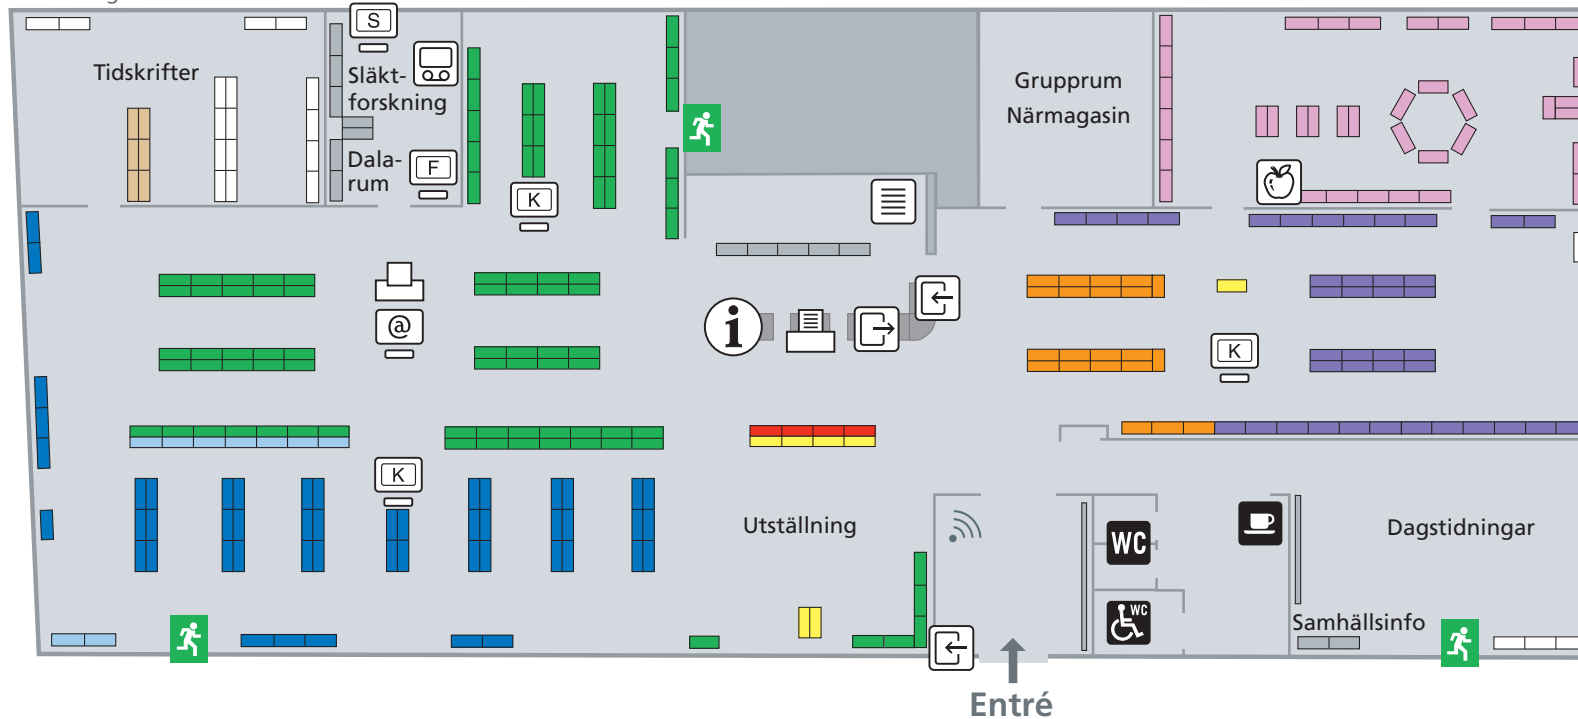 S
Tidskrifter
Släkt-
forskning
Dala-
rum
F
K
Grupprum
Närmagasin
@
i
K
K
Utställning
WC
WC
Dagstidningar
Samhällsinfo
Entré